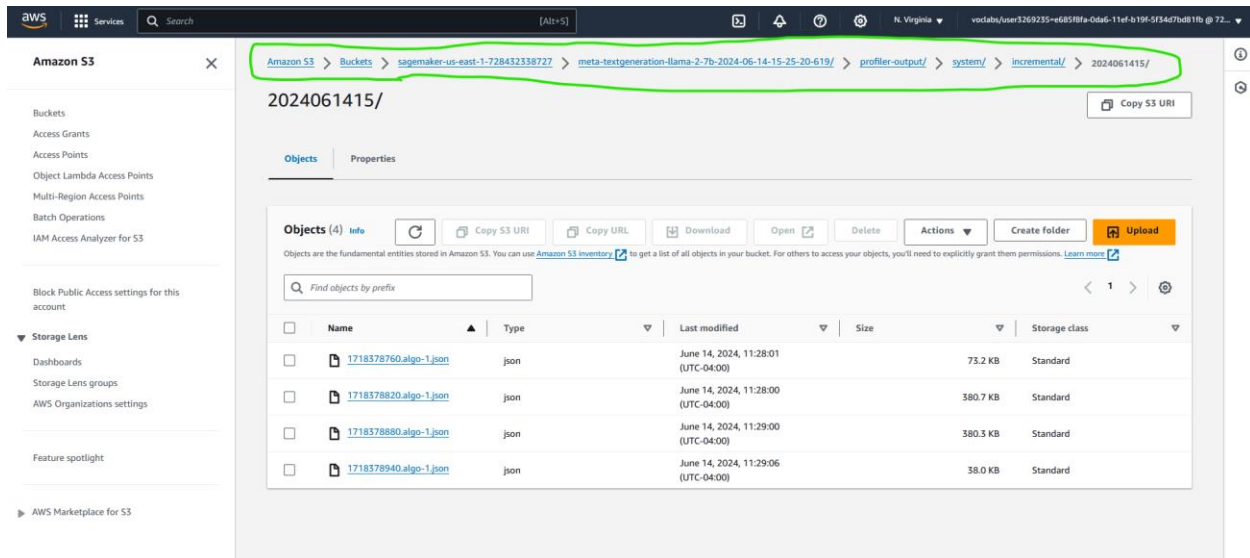 aws
Services
Search
[Alt+S]
N. Virginia
voclabs/user3269235=e685f8fa-0da6-11ef-b19f-5f34d7bd81fb @ 72...
Amazon S3
Buckets
Access Grants
Access Points
Object Lambda Access Points
Multi-Region Access Points
Batch Operations
IAM Access Analyzer for S3
Block Public Access settings for this
account
Storage Lens
Dashboards
Storage Lens groups
AWS Organizations settings
Feature spotlight
AWS Marketplace for S3
Amazon S3 > Buckets > sagemaker-us-east-1-728432338727 > meta-textgeneration-llama-2-7b-2024-06-14-15-25-20-619/ > profiler-output/ > system/ > incremental/ > 2024061415/
2024061415/
Copy S3 URI
Objects
Properties
Objects (4) Info
Copy S3 URI
Copy URL
Download
Open
Delete
Actions
Create folder
Upload
Objects are the fundamental entities stored in Amazon S3. You can use Amazon S3 inventory to get a list of all objects in your bucket. For others to access your objects, you'll need to explicitly grant them permissions. Learn more
Find objects by prefix
1
Name Type Last modified Size Storage class
1718378760.algo-1.json json June 14, 2024, 11:28:01 (UTC-04:00) 73.2 KB Standard
1718378820.algo-1.json json June 14, 2024, 11:28:00 (UTC-04:00) 380.7 KB Standard
1718378880.algo-1.json json June 14, 2024, 11:29:00 (UTC-04:00) 380.3 KB Standard
1718378940.algo-1.json json June 14, 2024, 11:29:06 (UTC-04:00) 38.0 KB Standard